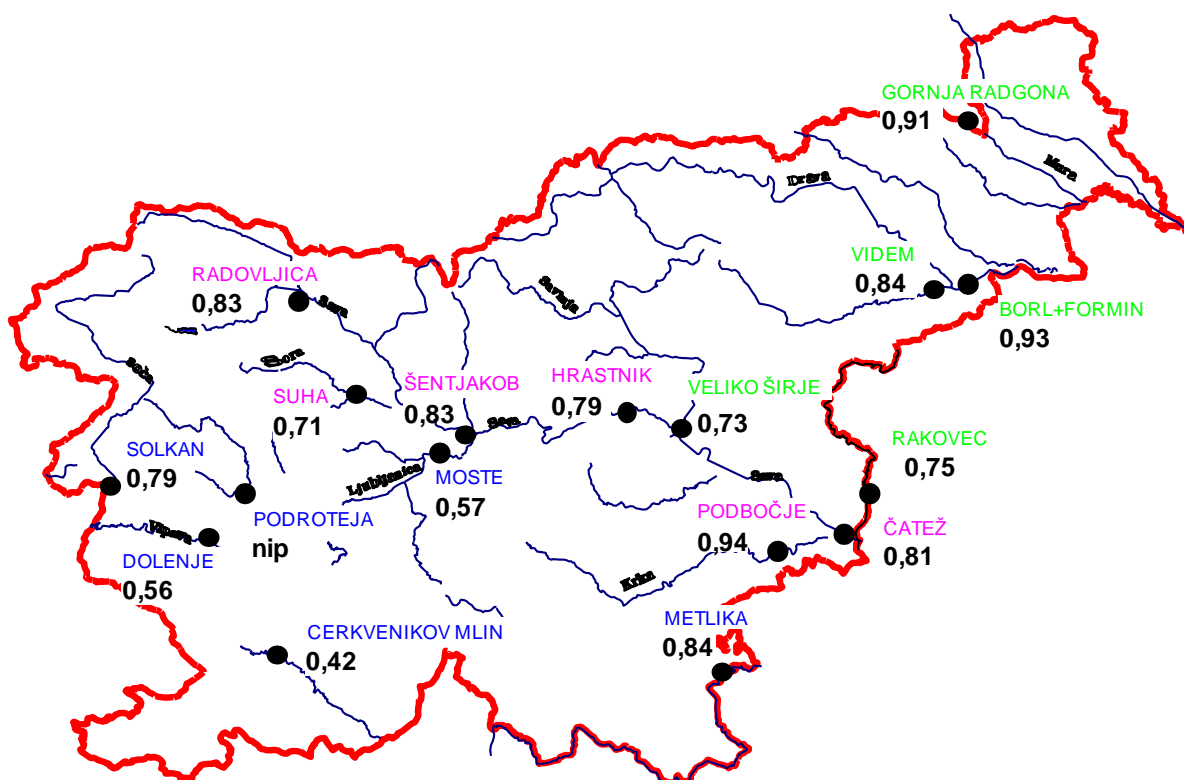 GORNJA RADGONA
0,91
Mura
Drava
VIDEM
0,84
BORL+FORMIN
0,93
RADOVLJICA
0,83
Sava
Savinja
Sora
Soča
SUHA
0,71
ŠENTJAKOB
0,83
Sava
HRASTNIK
0,79
VELIKO ŠIRJE
0,73
RAKOVEC
0,75
SOLKAN
0,79
Ljubljanica
MOSTE
0,57
Sava
PODROTEJA
nip
Vipava
DOLENJE
0,56
PODBOČJE
0,94
ČATEŽ
0,81
Krka
CERKVENIKOV MLIN
0,42
METLIKA
0,84